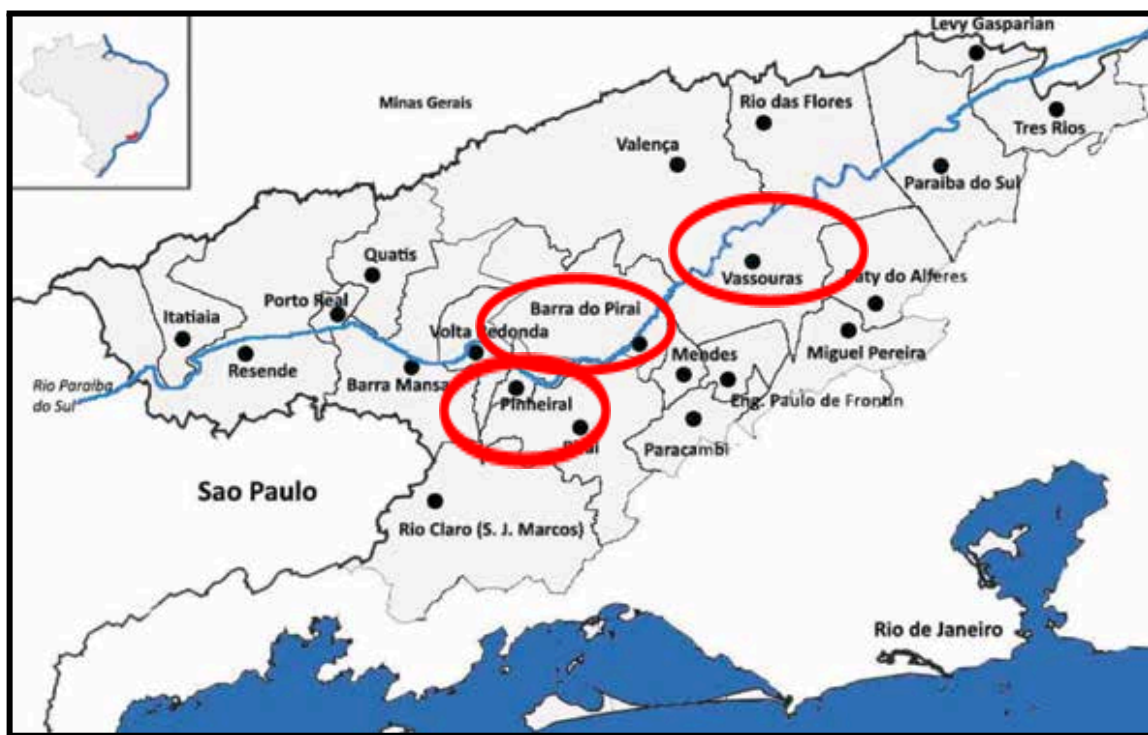 Levy Gasparian
Minas Gerais
Rio das Flores
Tres Rios
Valença
Paraiba do Sul
Quatis
Vassouras
Paty do Alferes
Porto Real
Itatiaia
Barra do Pirai
Volta Redonda
Miguel Pereira
Mendes
Resende
Barra Mansa
Rio Paraiba
do Sul
Pinheiral
Eng. Paulo de Frontin
Pirai
Paracambi
Sao Paulo
Rio Claro (S. J. Marcos)
Rio de Janeiro